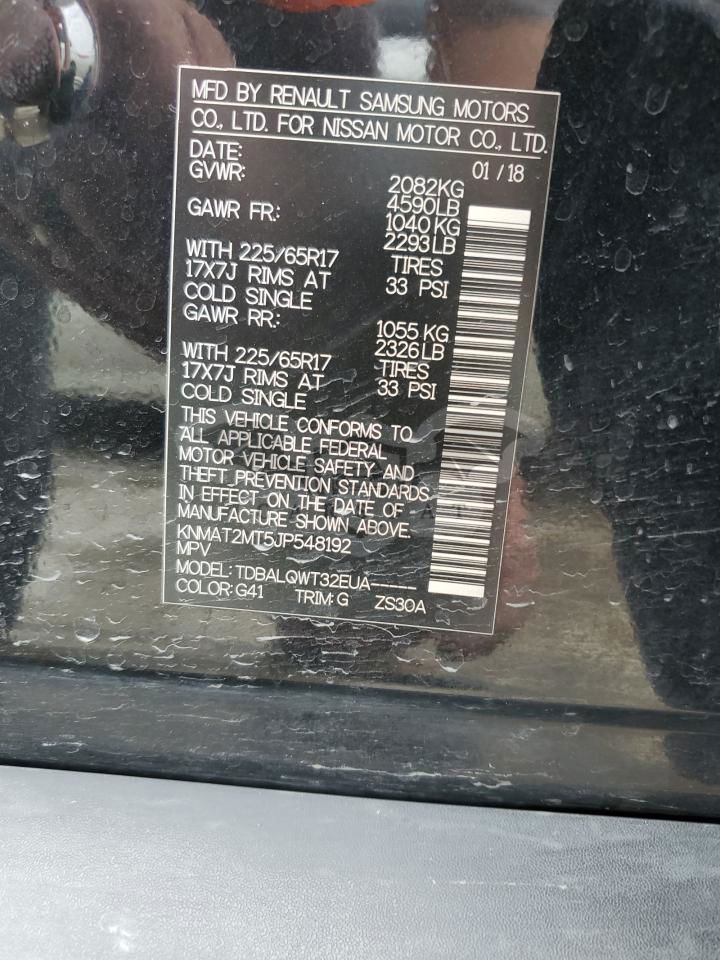 MFD BY RENAULT SAMSUNG MOTORS
CO., LTD. FOR NISSAN MOTOR CO., LTD.
DATE: 01 / 18
GVWR: 2082KG
4590LB
GAWR FR.: 1040 KG
2293 LB
WITH 225/65R17 TIRES
17X7J RIMS AT 33 PSI
COLD SINGLE
GAWR RR.: 1055 KG
2326 LB
WITH 225/65R17 TIRES
17X7J RIMS AT 33 PSI
COLD SINGLE
THIS VEHICLE CONFORMS TO
ALL APPLICABLE FEDERAL
MOTOR VEHICLE SAFETY AND
THEFT PREVENTION STANDARDS
IN EFFECT ON THE DATE OF
MANUFACTURE SHOWN ABOVE.
KNMAT2MT5JP548192
MPV
MODEL: TDBALQWT32EUA-----
COLOR: G41 TRIM: G ZS30A